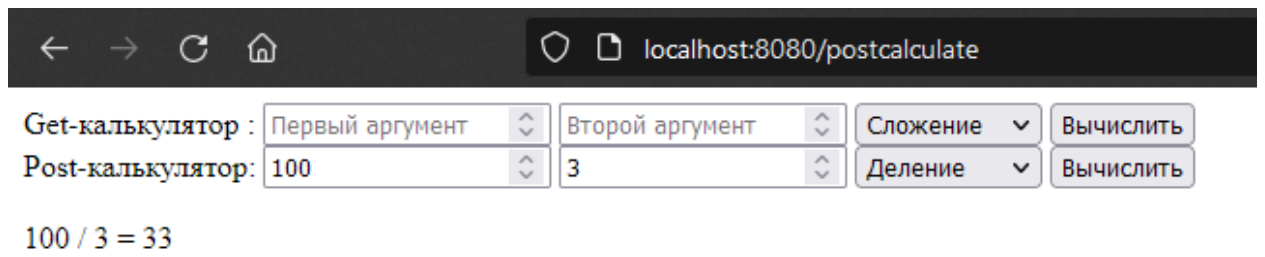 localhost:8080/postcalculate
Get-калькулятор : Первый аргумент Второй аргумент Сложение Вычислить
Post-калькулятор: 100 3 Деление Вычислить
100 / 3 = 33